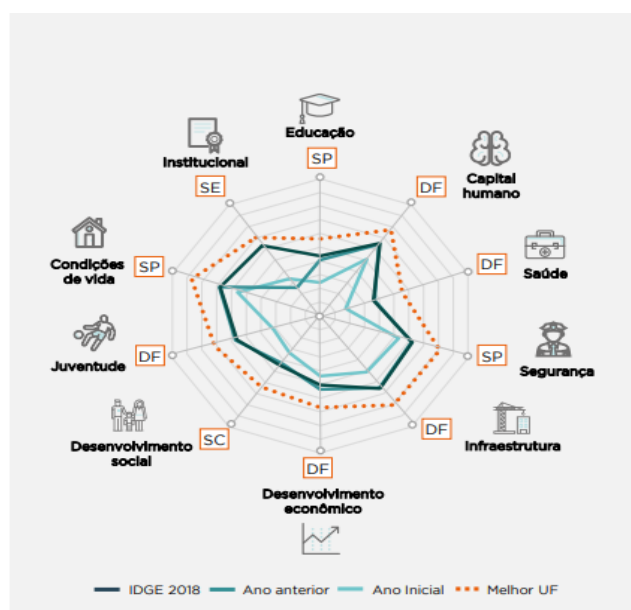 Educação
SP
Institucional
SE
Capital
humano
DF
Condições
de vida
SP
DF
Saúde
Juventude
DF
SP
Segurança
Desenvolvimento
social
SC
DF
Infraestrutura
DF
Desenvolvimento
econômico
IDGE 2018 Ano anterior Ano Inicial Melhor UF